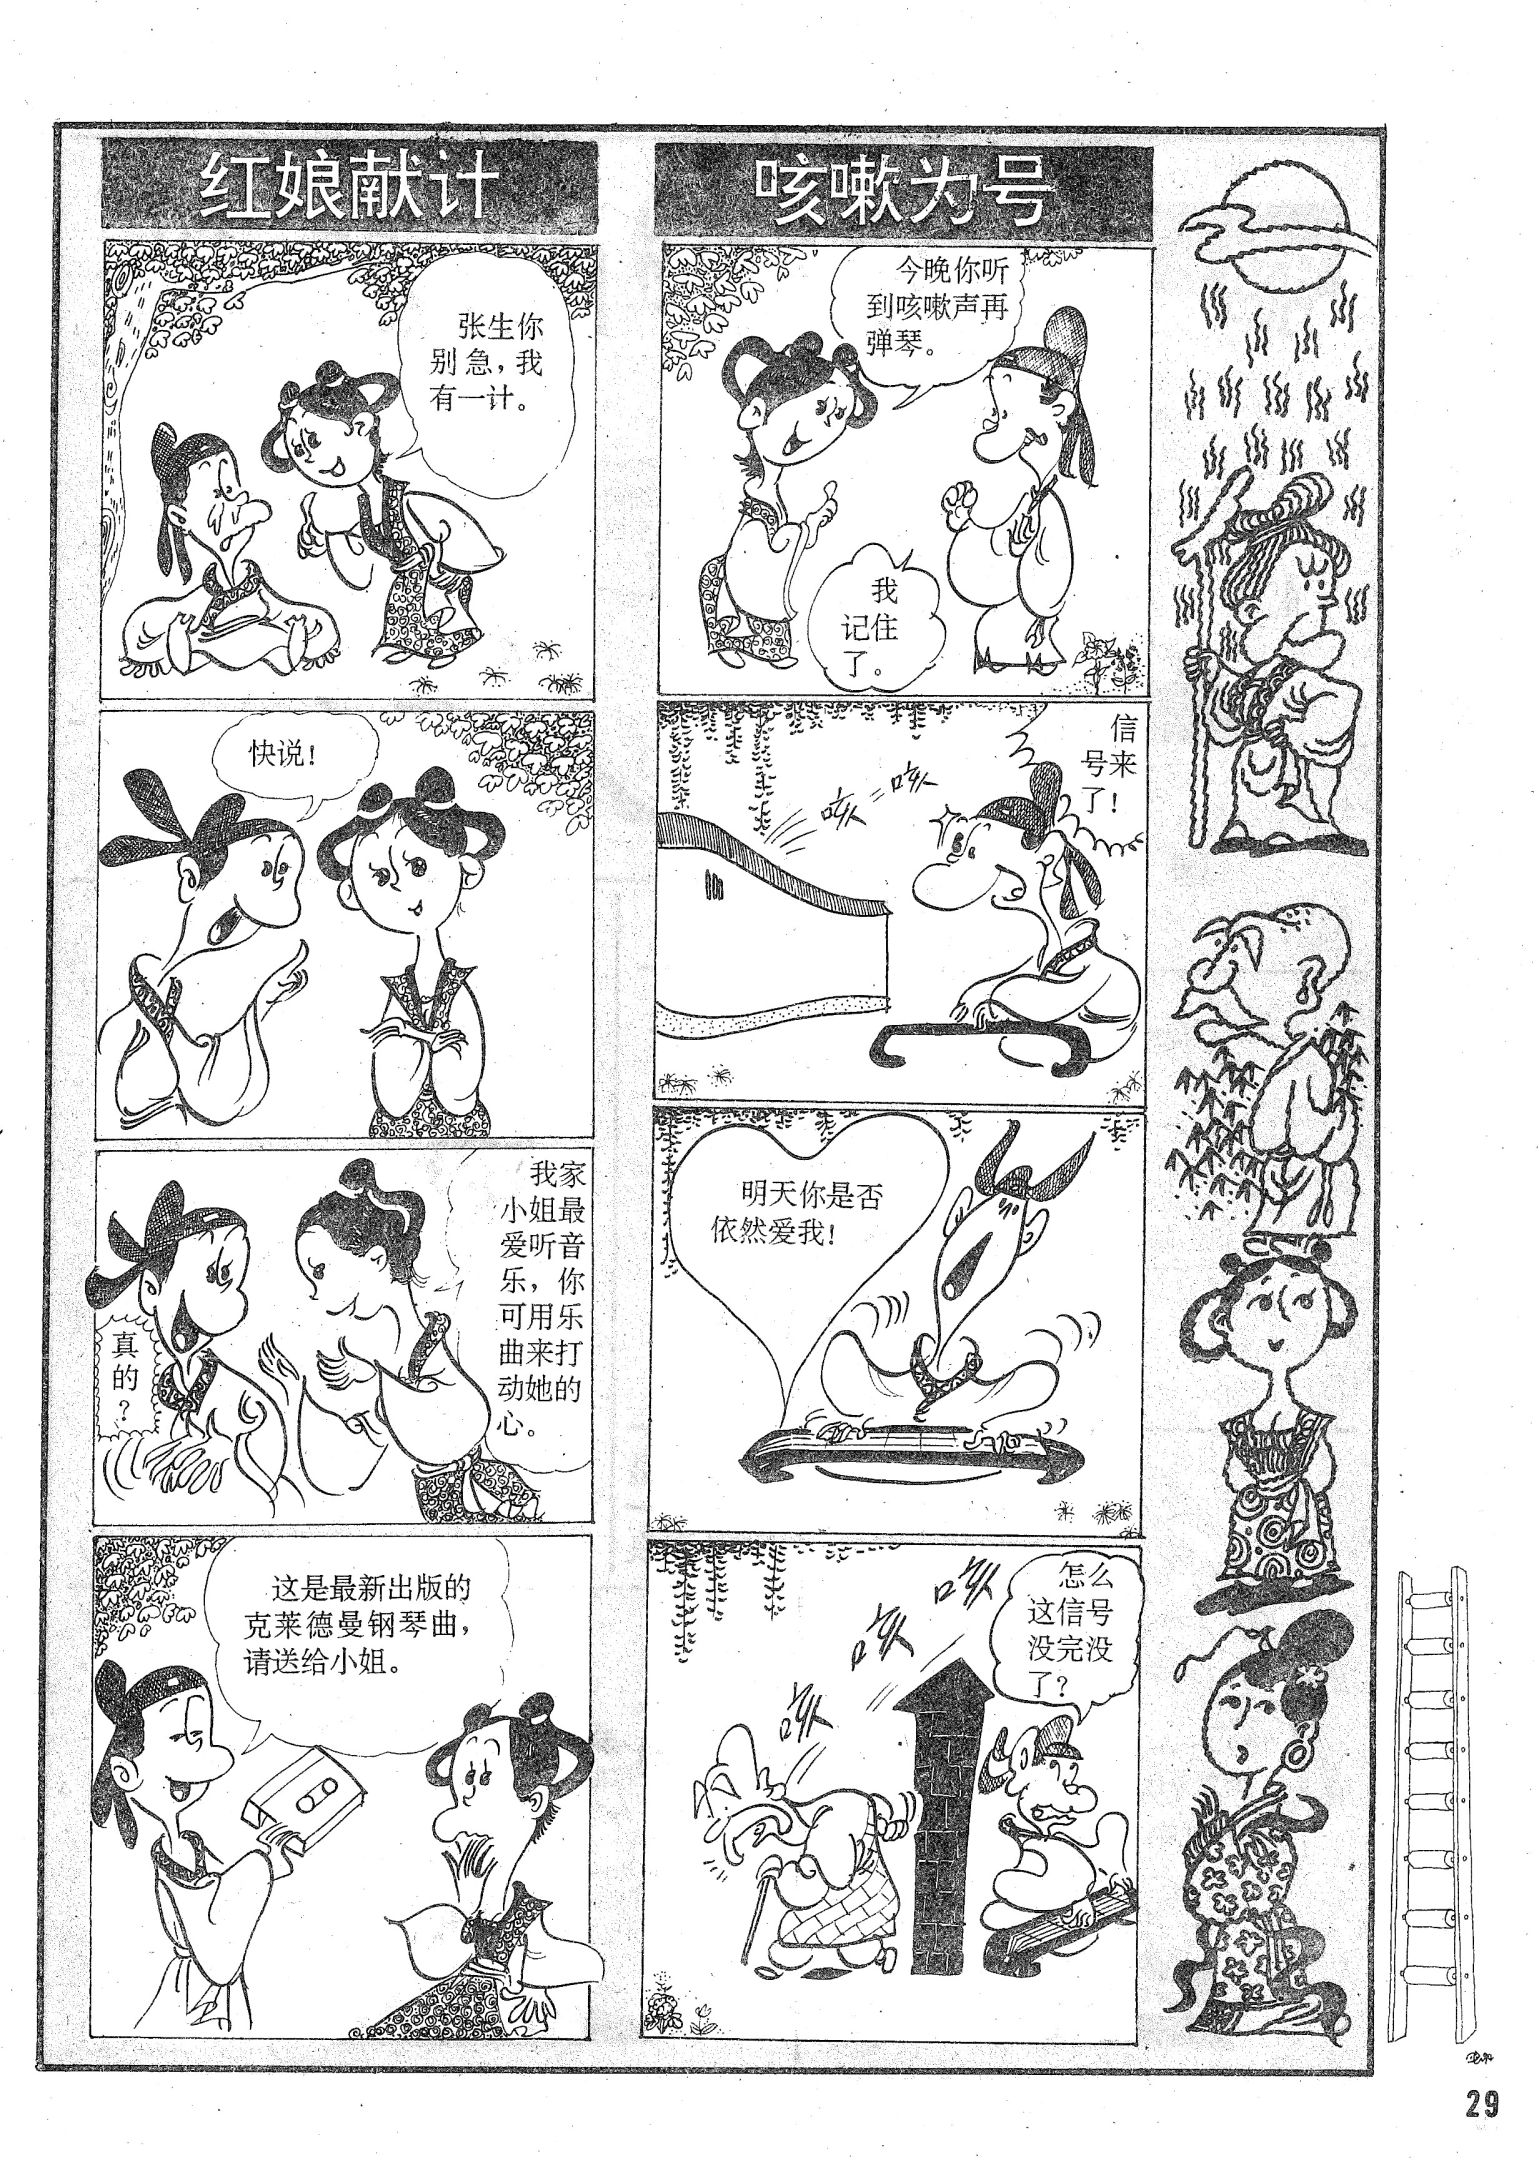 红娘献计
张生你
别急，我
有一计。
快说！
我家
小姐最
爱听音
乐，你
可用乐
曲来打
动她的
心。
真
的
？
这是最新出版的
克莱德曼钢琴曲，
请送给小姐。
咳嗽为号
今晚你听
到咳嗽声再
弹琴。
我
记住
了。
咳咳
信
号来
了！
明天你是否
依然爱我！
咳咳咳
怎么
这信号
没完没
了？
29